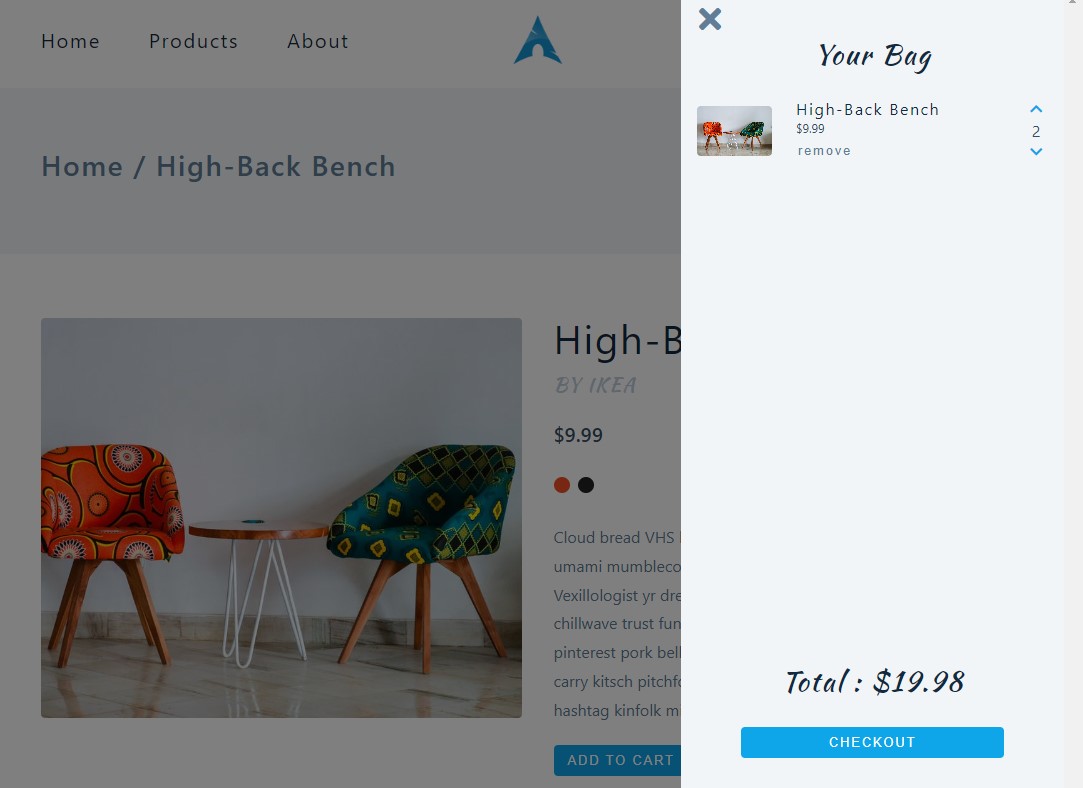 Home Products About
Home / High-Back Bench
High-B
BY IKEA
$9.99
Cloud bread VHS
umami mumbleco
Vexillologist yr dre
chillwave trust fun
pinterest pork bell
carry kitsch pitchfo
hashtag kinfolk mi
ADD TO CART
Your Bag
High-Back Bench
$9.99
remove
2
Total : $19.98
CHECKOUT